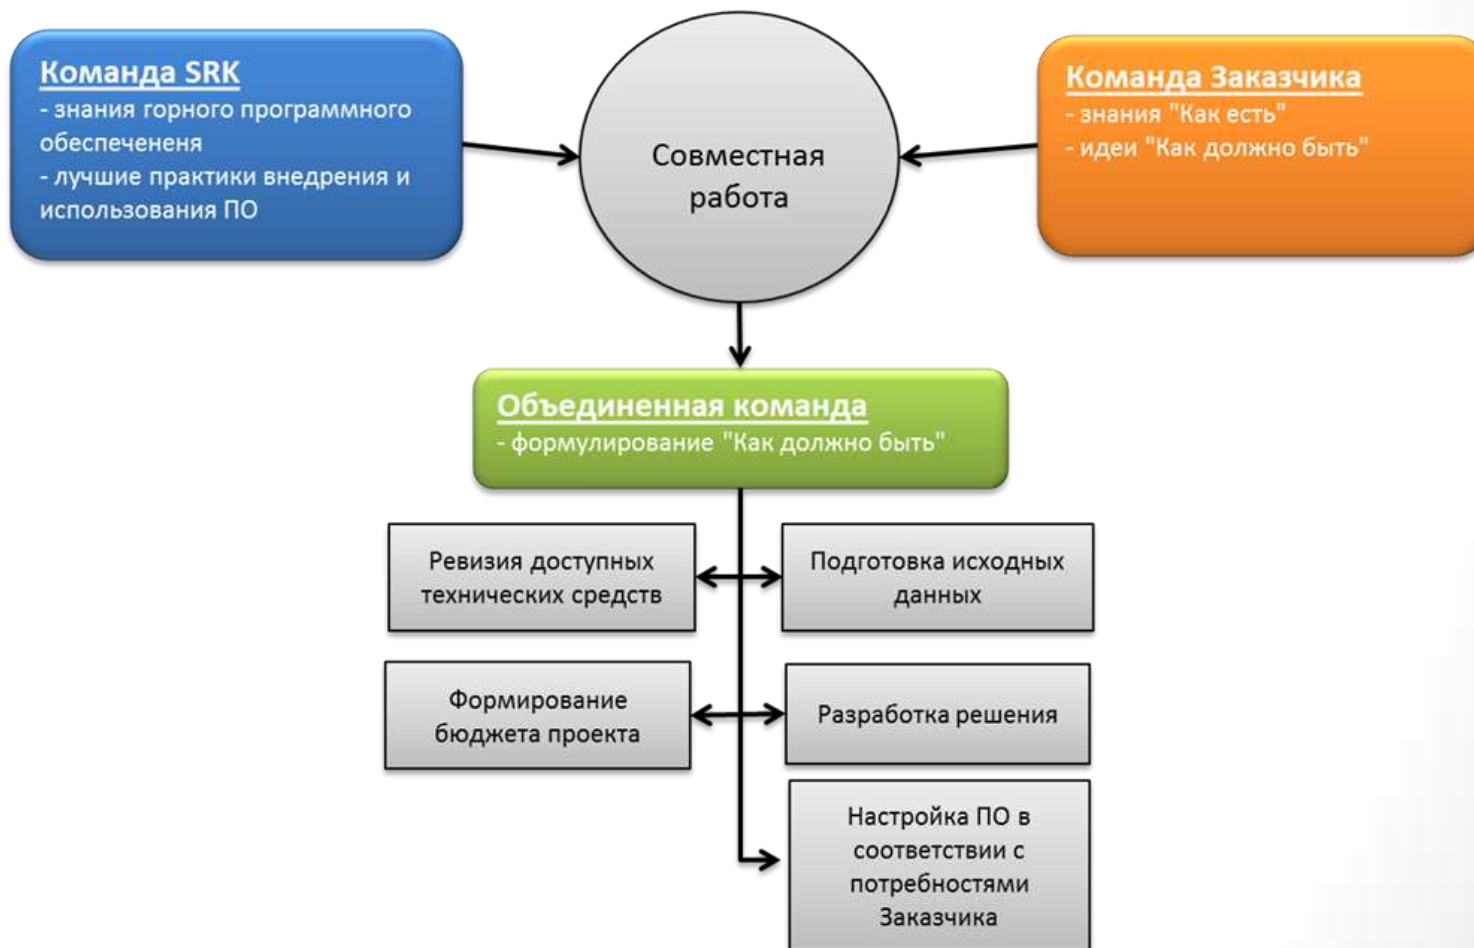 Команда SRK
- знания горного программного
обеспечененя
- лучшие практики внедрения и
использования ПО
Совместная
работа
Команда Заказчика
- знания "Как есть"
- идеи "Как должно быть"
Объединенная команда
- формулирование "Как должно быть"
Ревизия доступных
технических средств
Подготовка исходных
данных
Формирование
бюджета проекта
Разработка решения
Настройка ПО в
соответствии с
потребностями
Заказчика